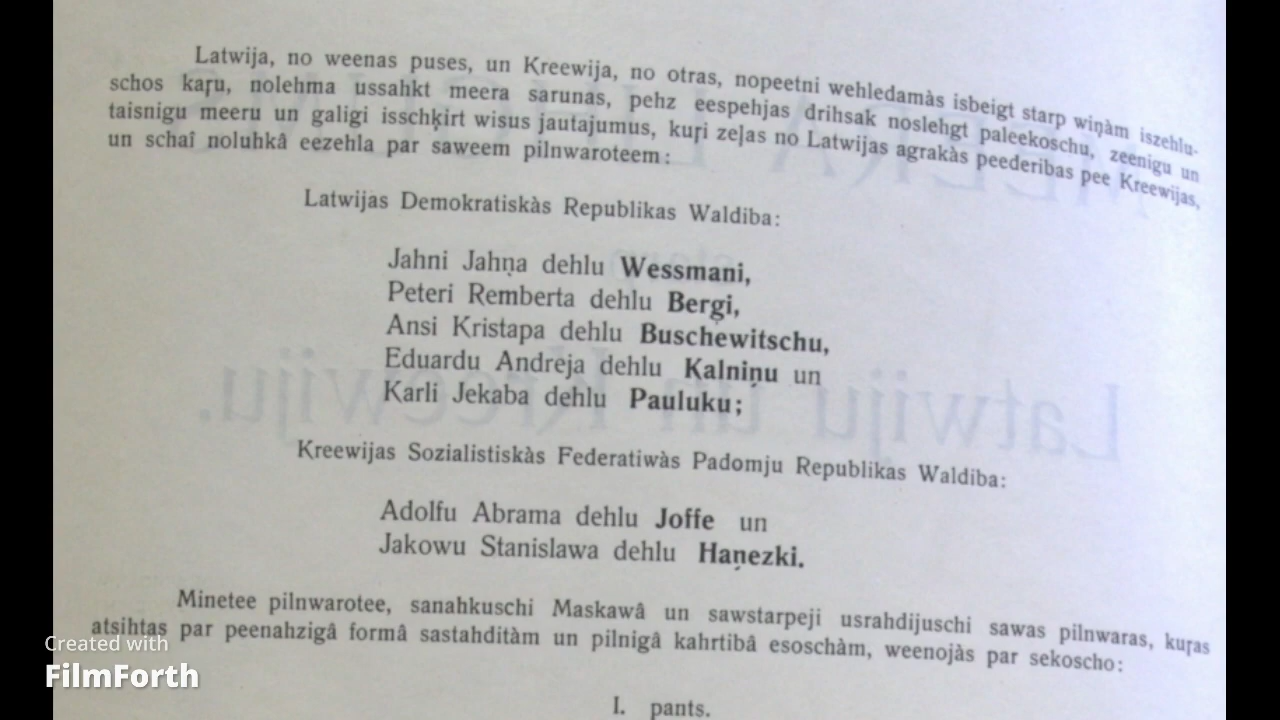 Latwija, no weenas puses, un Kreewija, no otras, nopeetni wehledamàs isbeigt starp wiņàm iszehlu-
schos kaŗu, nolehma ussahkt meera sarunas, pehz eespehjas drihsak noslehgt paleekoschu, zeenigu un
taisnigu meeru un galigi isschķirt wisus jautajumus, kuŗi zeļas no Latwijas agrakàs peederibas pee Kreewijas,
un schaî noluhkâ eezehla par saweem pilnwaroteem:
Latwijas Demokratiskàs Republikas Waldiba:
Jahni Jahņa dehlu Wessmani,
Peteri Remberta dehlu Bergi,
Ansi Kristapa dehlu Buschewitschu,
Eduardu Andreja dehlu Kalniņu un
Karli Jekaba dehlu Pauluku;
Kreewijas Sozialistiskàs Federatiwàs Padomju Republikas Waldiba:
Adolfu Abrama dehlu Joffe un
Jakowu Stanislawa dehlu Haņezki.
Minetee pilnwarotee, sanahkuschi Maskawâ un sawstarpeji usrahdijuschi sawas pilnwaras, kuŗas
atsihtas par peenahzigâ formâ sastahditàm un pilnigâ kahrtibâ esoschàm, weenojàs par sekoscho:
I. pants.
Created with
FilmForth